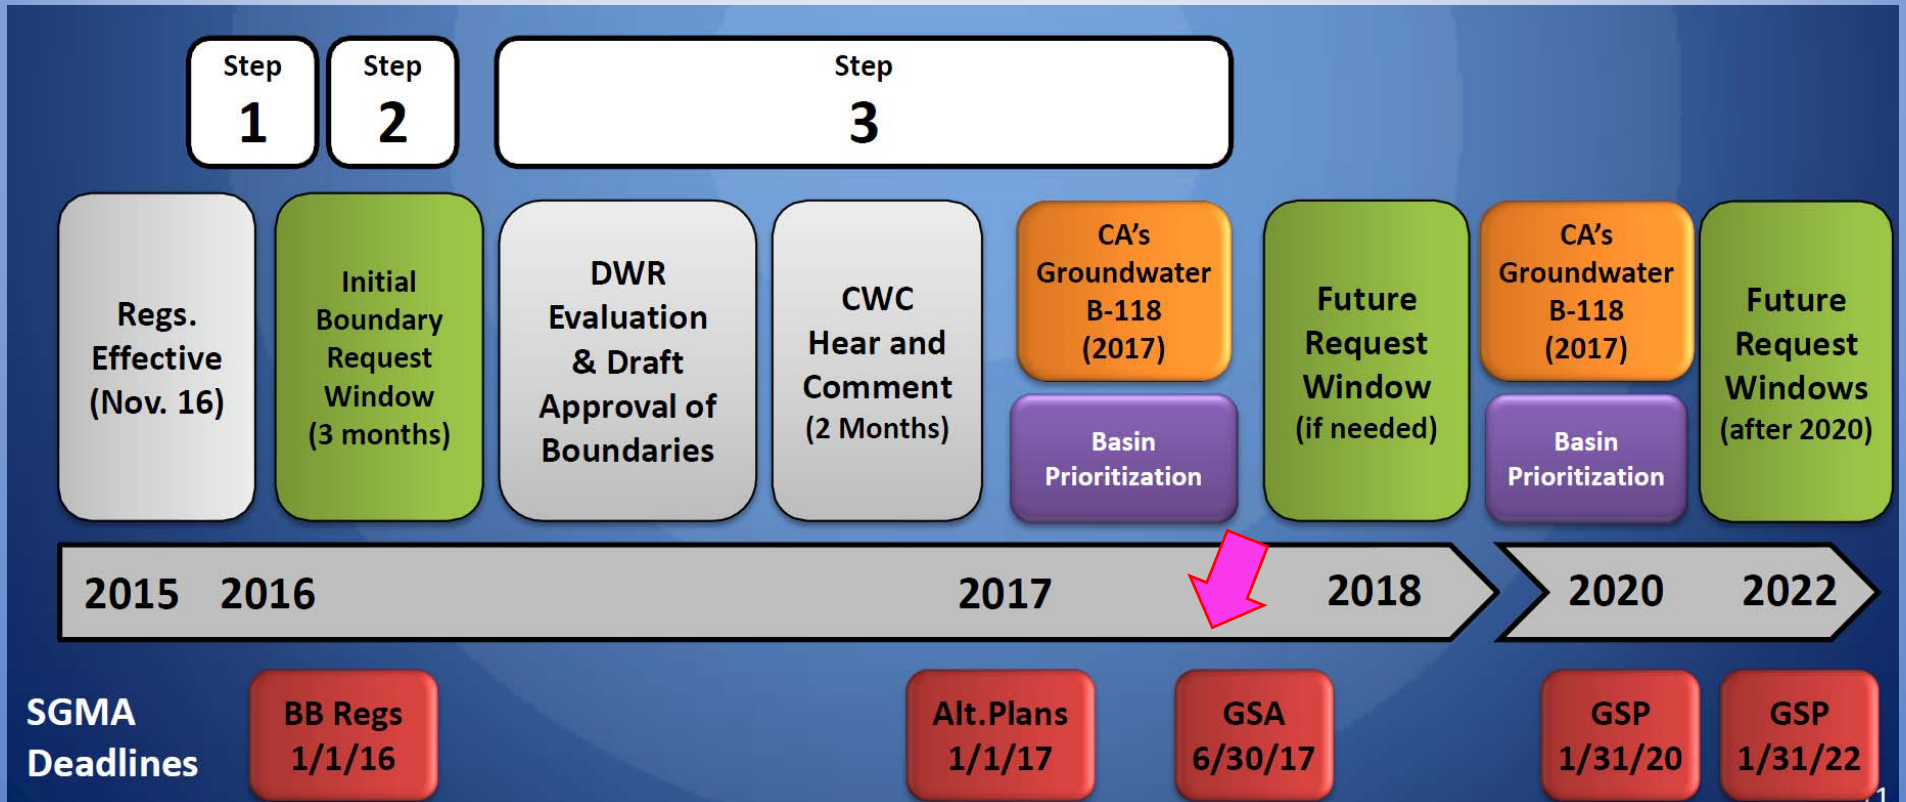 Step
1
Step
2
Step
3
Regs.
Effective
(Nov. 16)
Initial
Boundary
Request
Window
(3 months)
DWR
Evaluation
& Draft
Approval of
Boundaries
CWC
Hear and
Comment
(2 Months)
CA's
Groundwater
B-118
(2017)
Basin
Prioritization
Future
Request
Window
(if needed)
CA's
Groundwater
B-118
(2017)
Basin
Prioritization
Future
Request
Windows
(after 2020)
2015 2016 2017 2018 2020 2022
SGMA
Deadlines
BB Regs
1/1/16
Alt.Plans
1/1/17
GSA
6/30/17
GSP
1/31/20
GSP
1/31/22